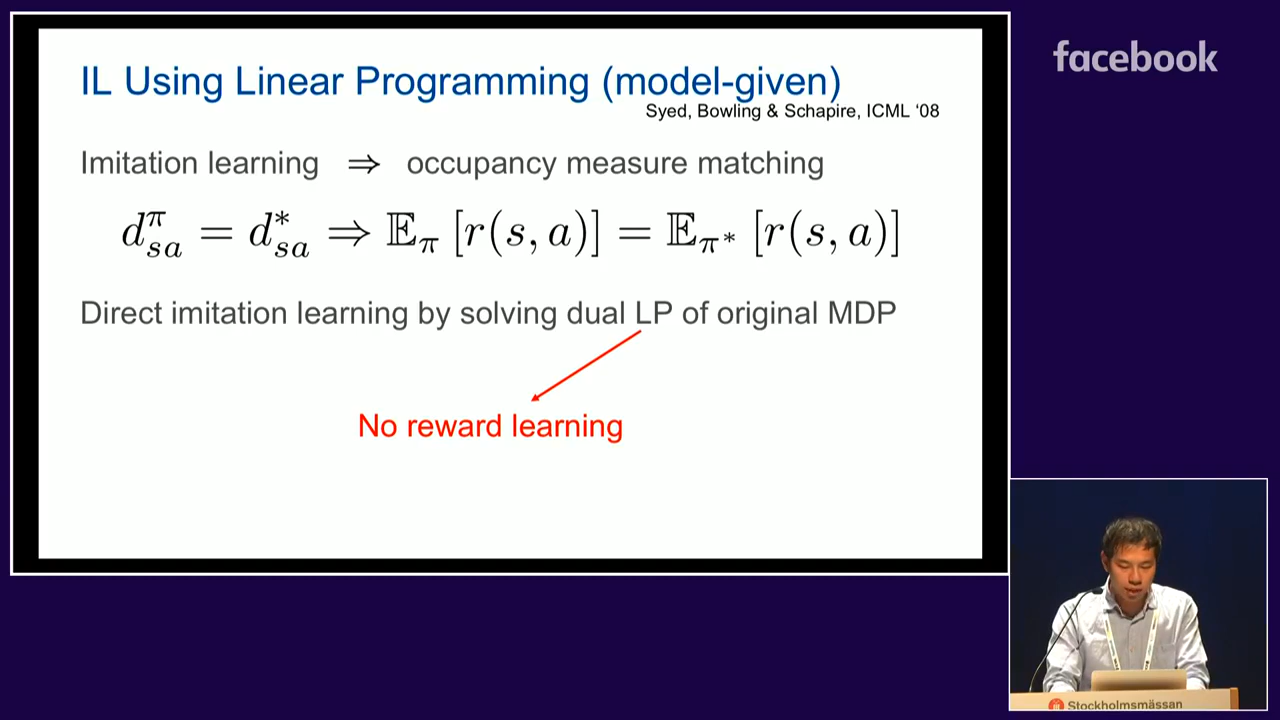 IL Using Linear Programming (model-given)
Syed, Bowling & Schapire, ICML ‘08
Imitation learning ⇒ occupancy measure matching
d^π_{sa} = d^*_{sa} ⇒ 𝔼_π [r(s, a)] = 𝔼_{π*} [r(s, a)]
Direct imitation learning by solving dual LP of original MDP
No reward learning
facebook
Stockholmsmässan